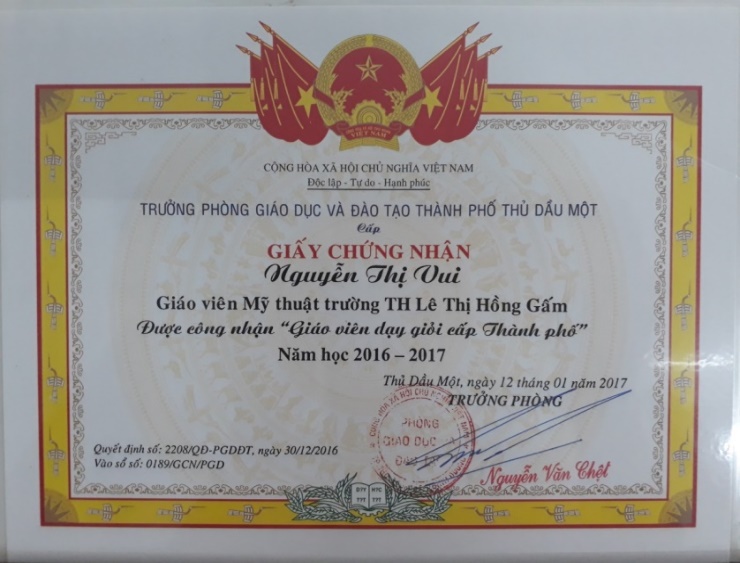 VIỆT NAM
CỘNG HÒA XÃ HỘI CHỦ NGHĨA VIỆT NAM
Độc lập - Tự do - Hạnh phúc
TRƯỞNG PHÒNG GIÁO DỤC VÀ ĐÀO TẠO THÀNH PHỐ THỦ DẦU MỘT
Cấp
GIẤY CHỨNG NHẬN
Nguyễn Thị Vui
Giáo viên Mỹ thuật trường TH Lê Thị Hồng Gấm
Được công nhận “Giáo viên dạy giỏi cấp Thành phố”
Năm học 2016 – 2017
Thủ Dầu Một, ngày 12 tháng 01 năm 2017
TRƯỞNG PHÒNG
PHÒNG
GIÁO DỤC
Quyết định số: 2208/QĐ-PGDĐT, ngày 30/12/2016
Vào sổ số: 0189/GCN/PGD
Nguyễn Văn Chệt